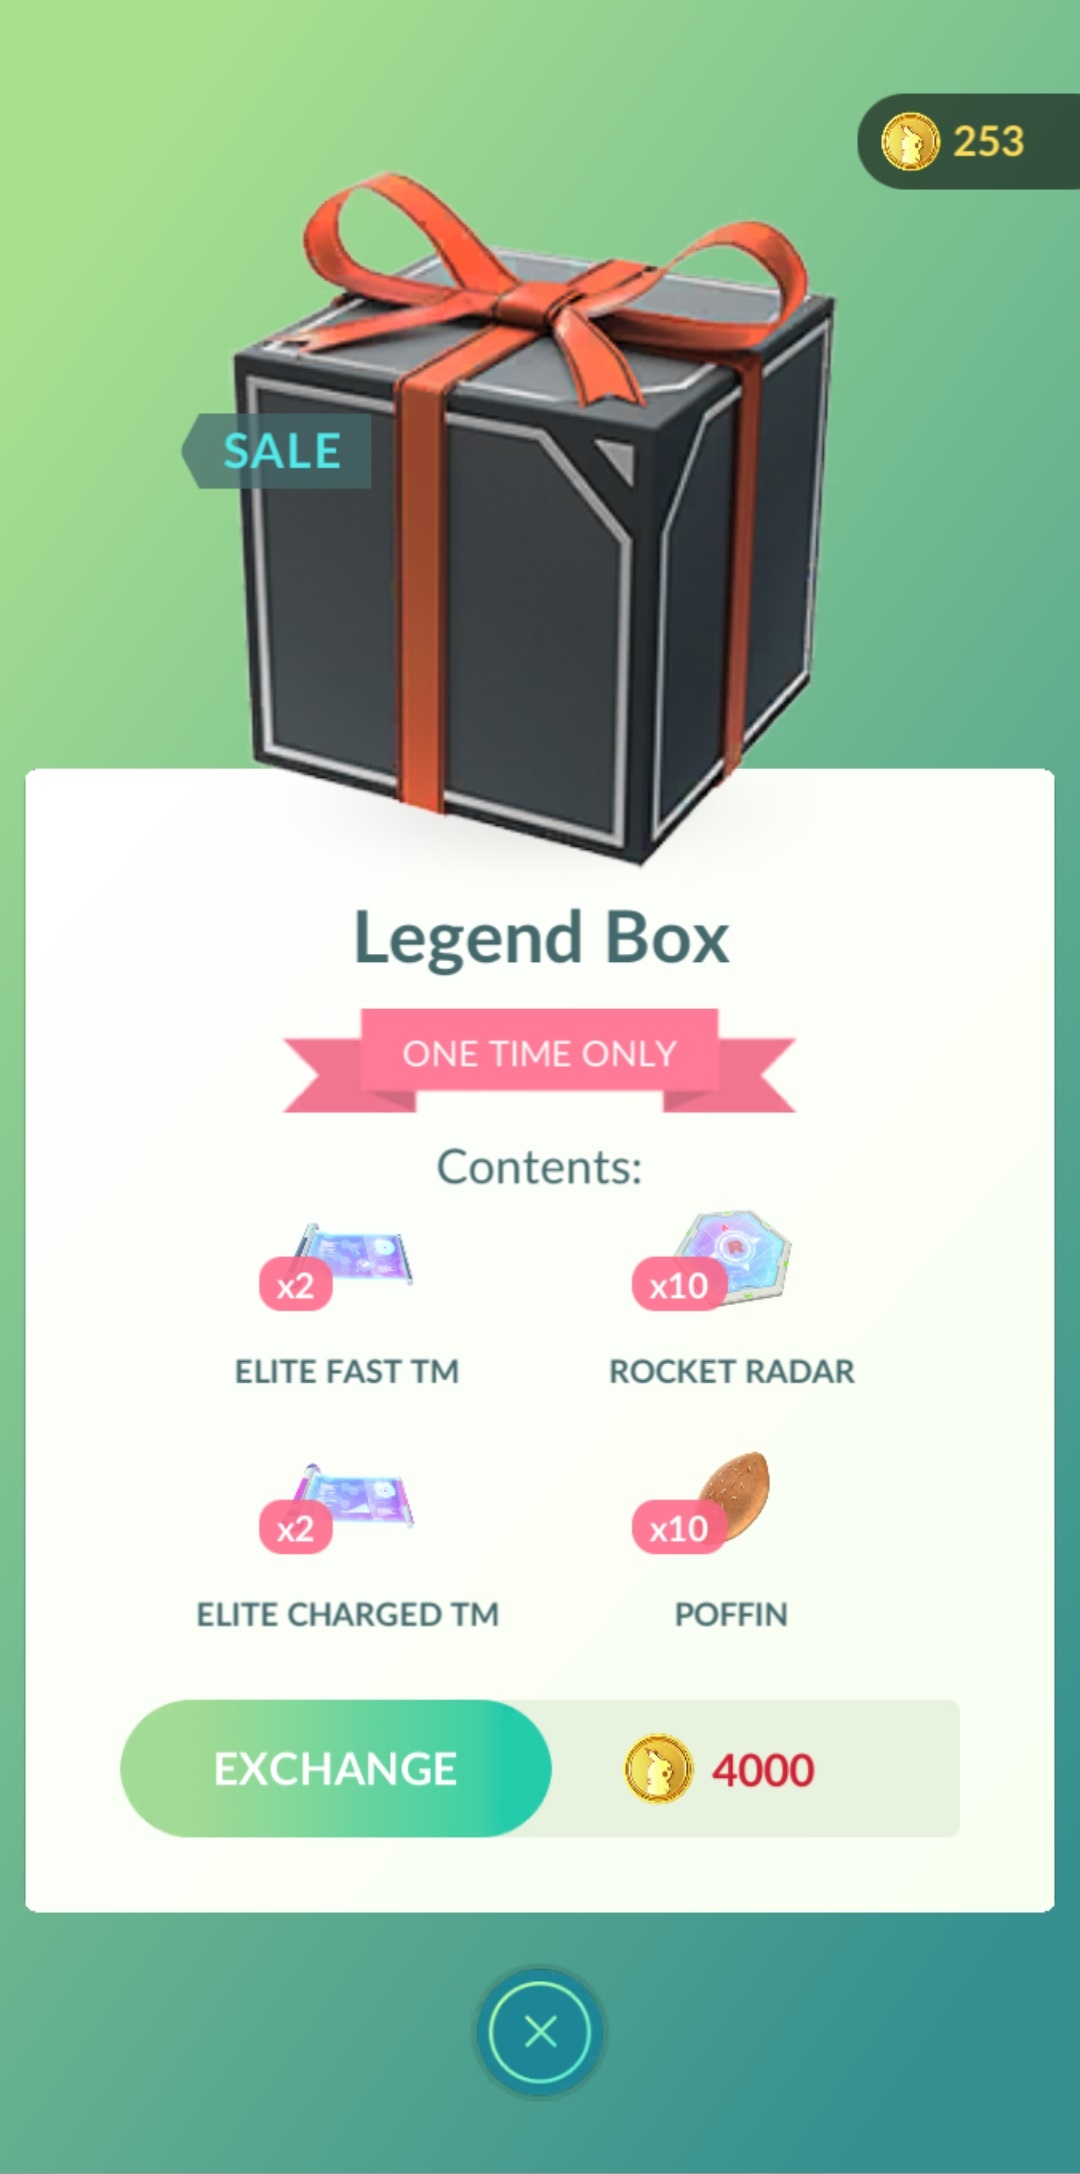 253
SALE
Legend Box
ONE TIME ONLY
Contents:
x2
x10
R
ELITE FAST TM
ROCKET RADAR
x2
x10
ELITE CHARGED TM
POFFIN
EXCHANGE
4000